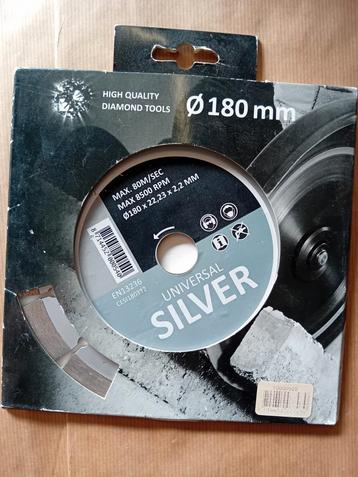 HIGH QUALITY
DIAMOND TOOLS
Ø 180 mm
MAX. 80M/SEC
MAX 8500 RPM
Ø180 x 22,23 x 2,2 MM
EN13236
UNIVERSAL
SILVER